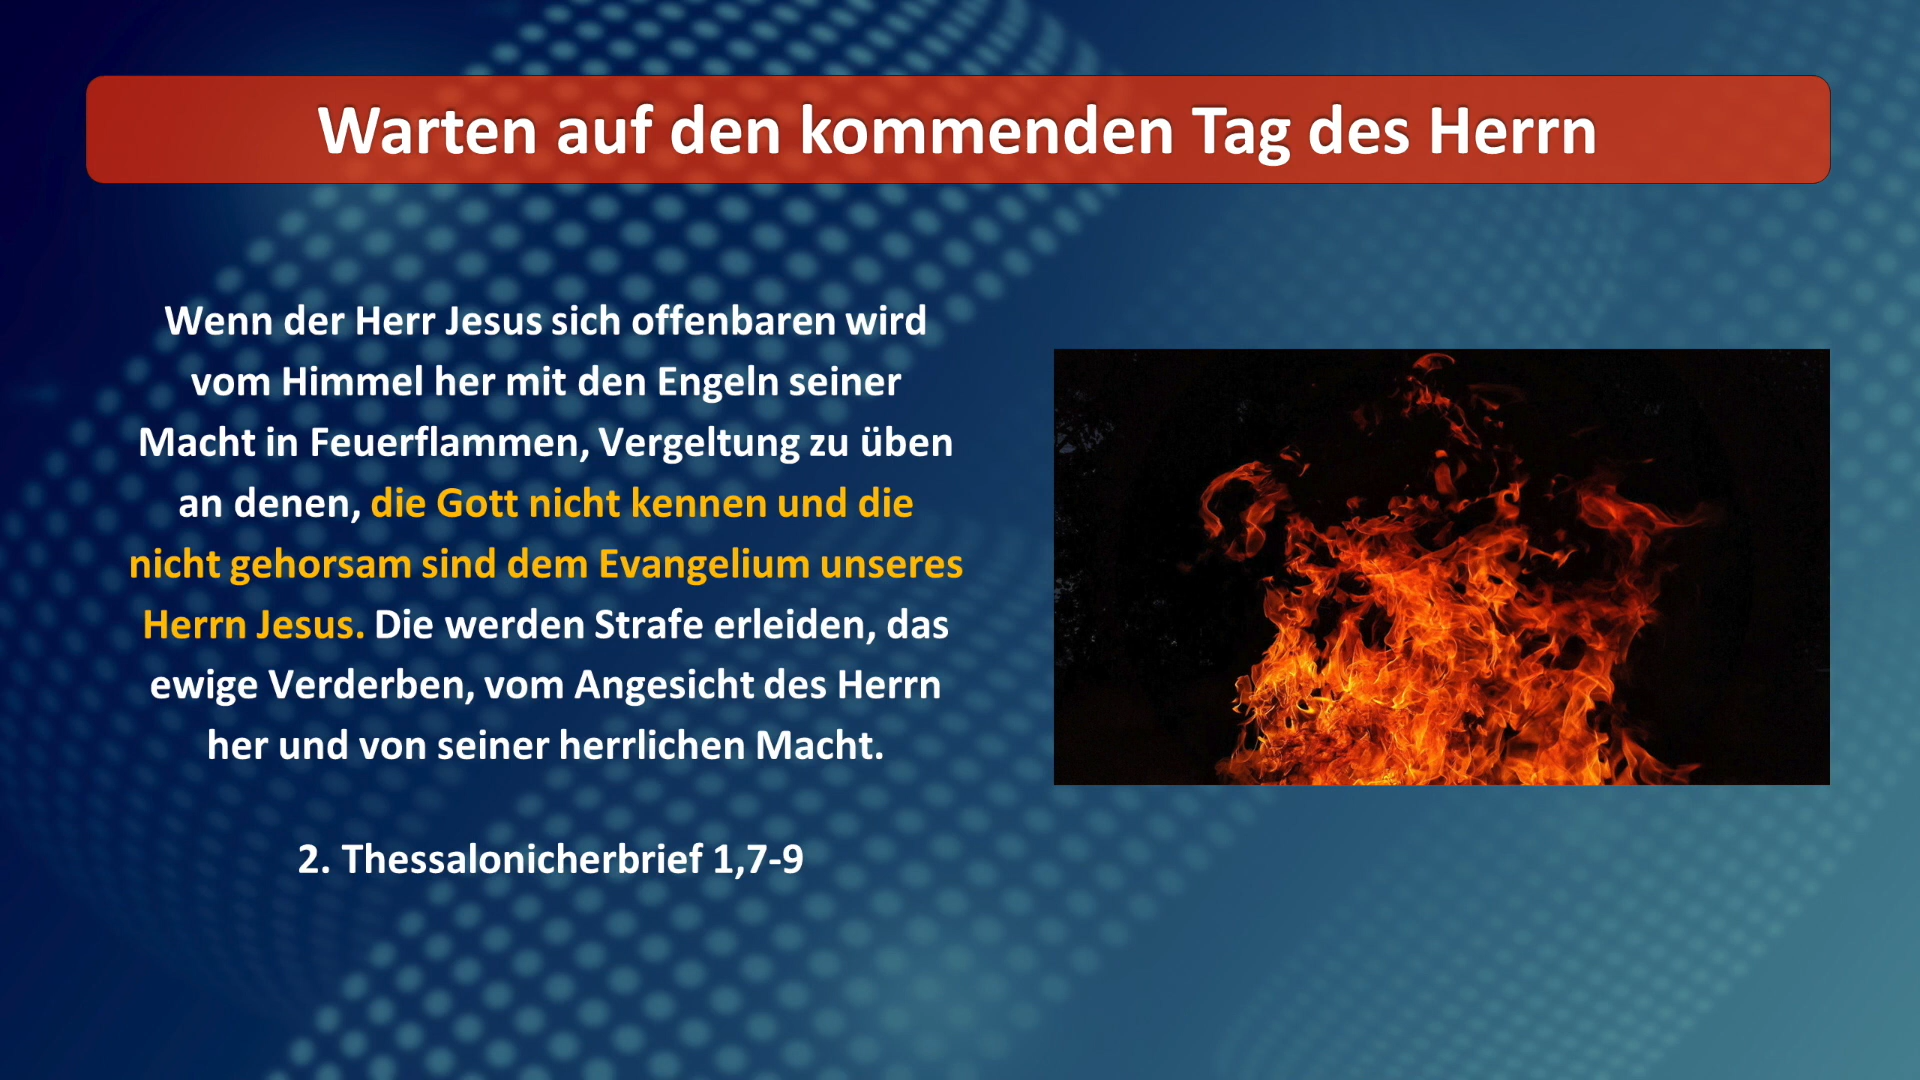 Warten auf den kommenden Tag des Herrn
Wenn der Herr Jesus sich offenbaren wird
vom Himmel her mit den Engeln seiner
Macht in Feuerflammen, Vergeltung zu üben
an denen, die Gott nicht kennen und die
nicht gehorsam sind dem Evangelium unseres
Herrn Jesus. Die werden Strafe erleiden, das
ewige Verderben, vom Angesicht des Herrn
her und von seiner herrlichen Macht.
2. Thessalonicherbrief 1,7-9